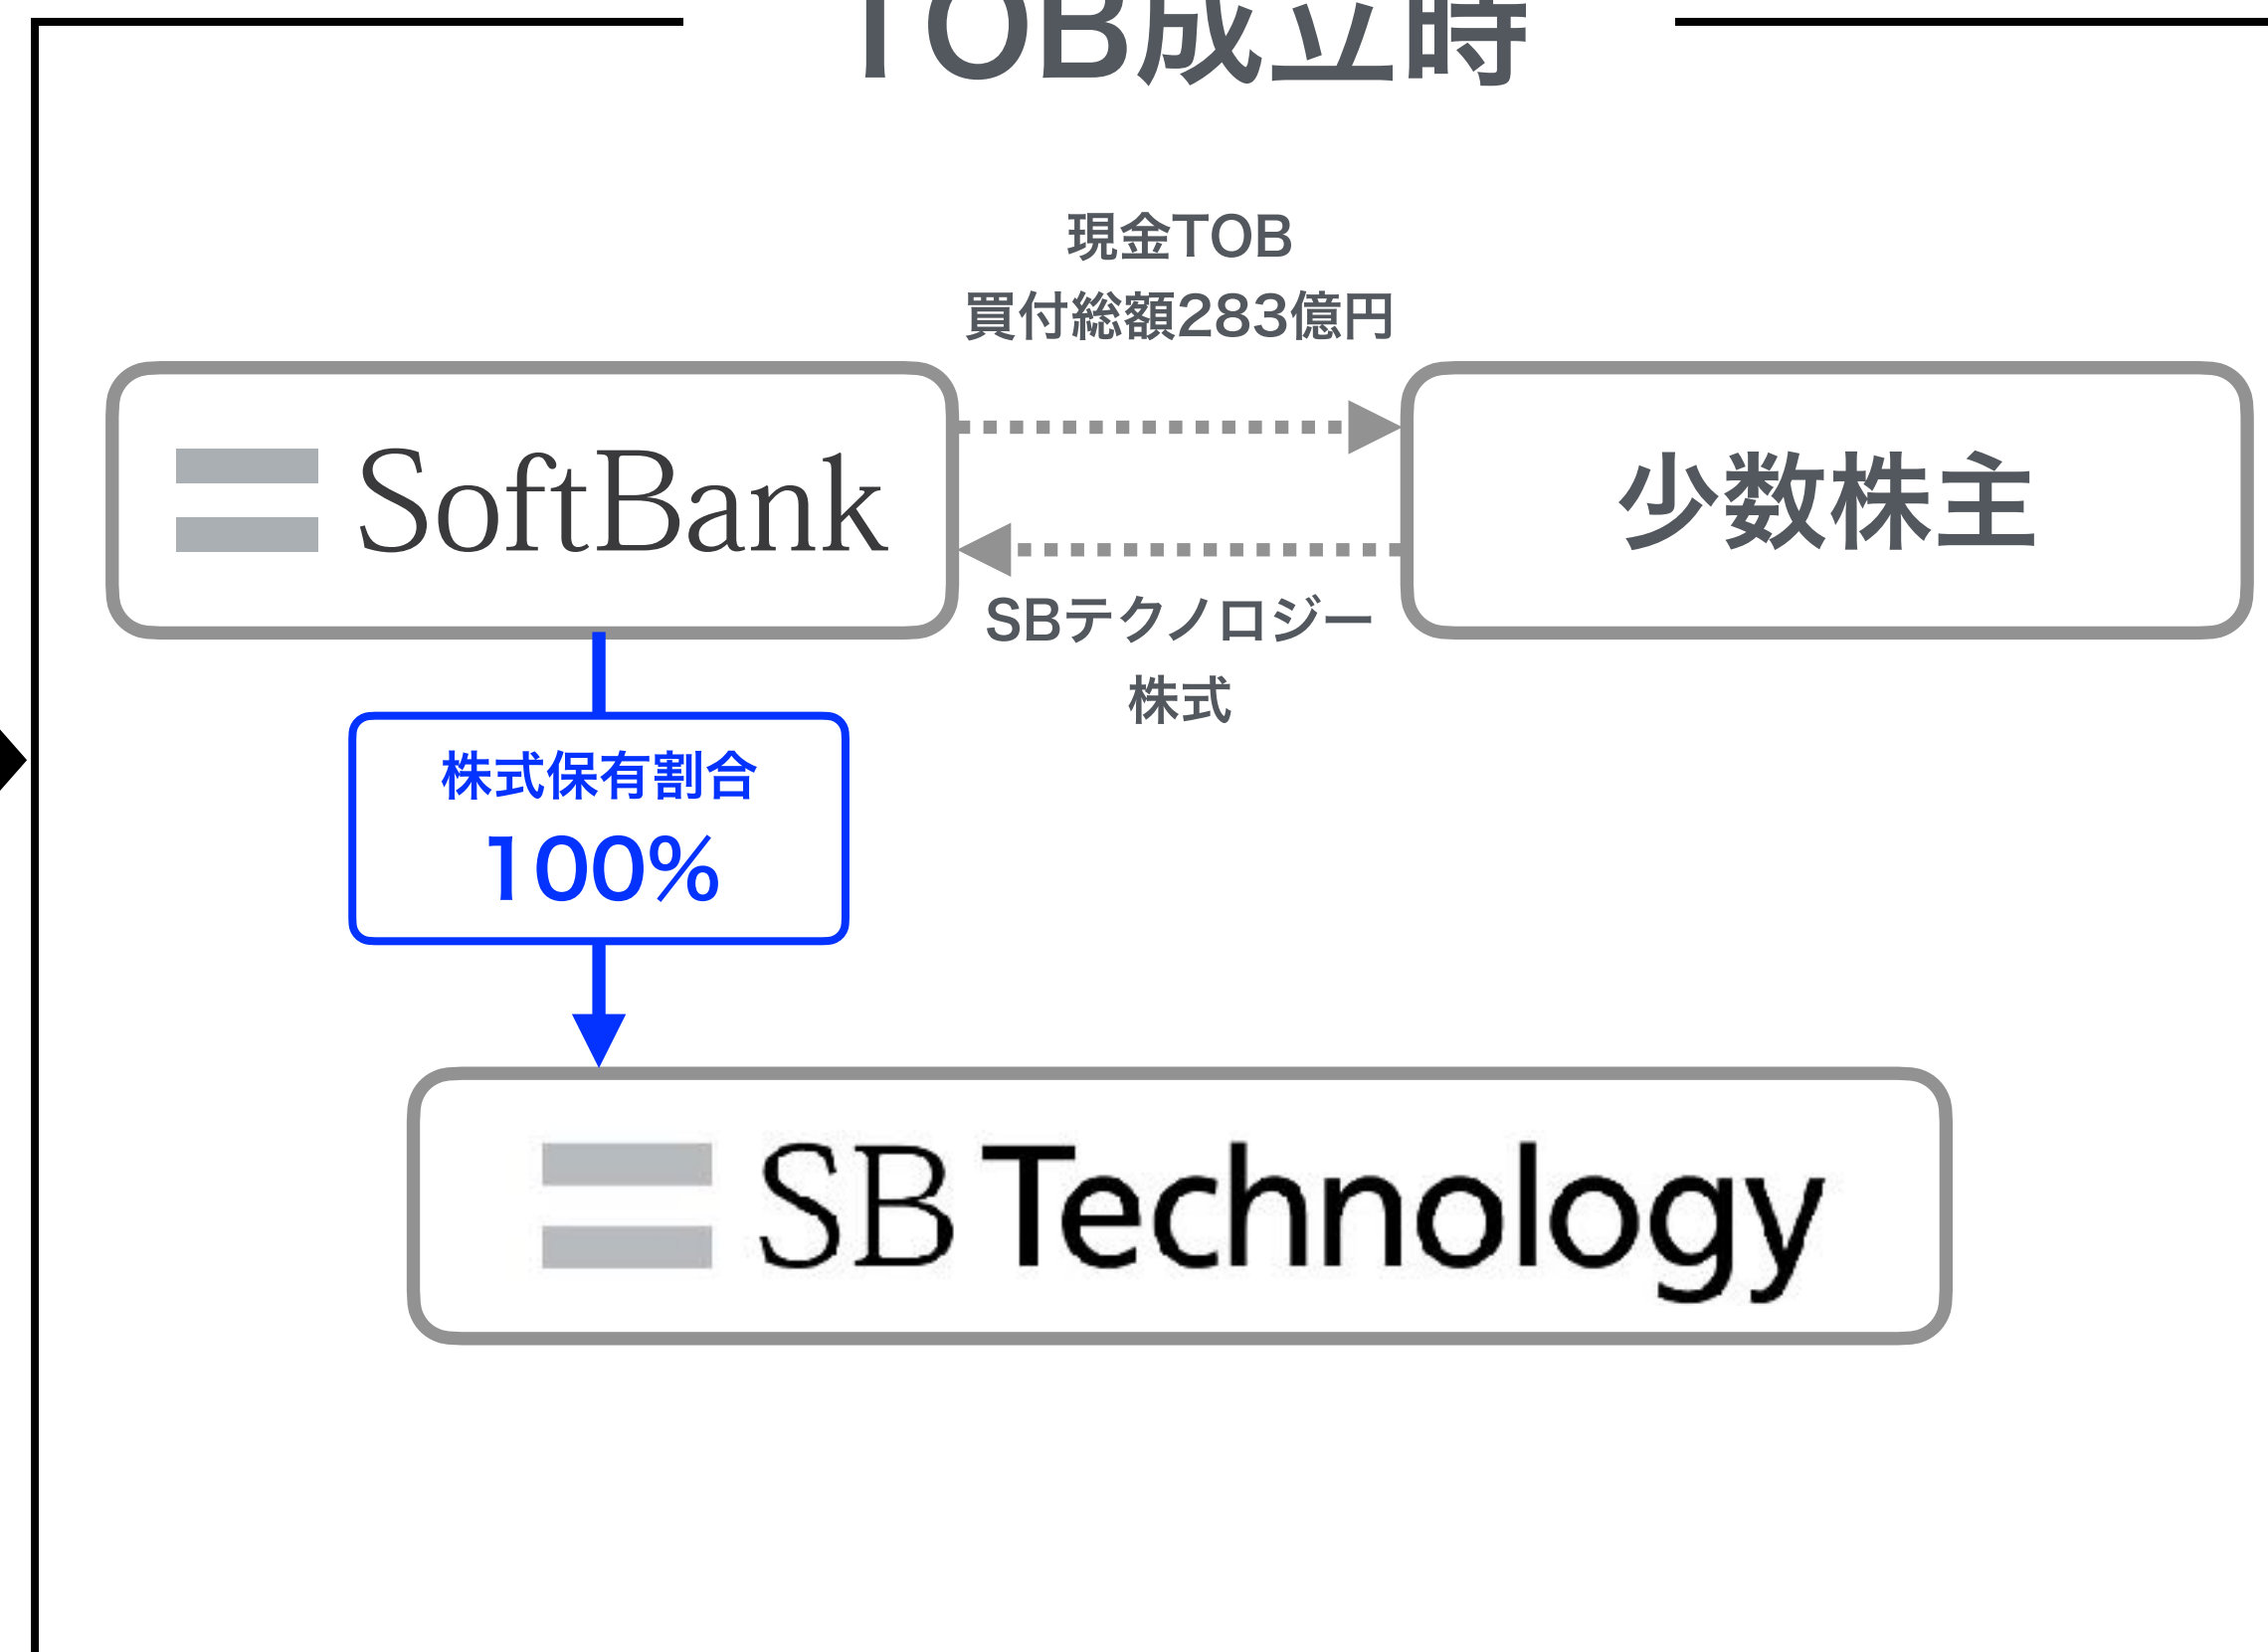 TOB成立時
現金TOB
買付総額283億円
SoftBank
少数株主
SBテクノロジー
株式
株式保有割合
100%
SB Technology